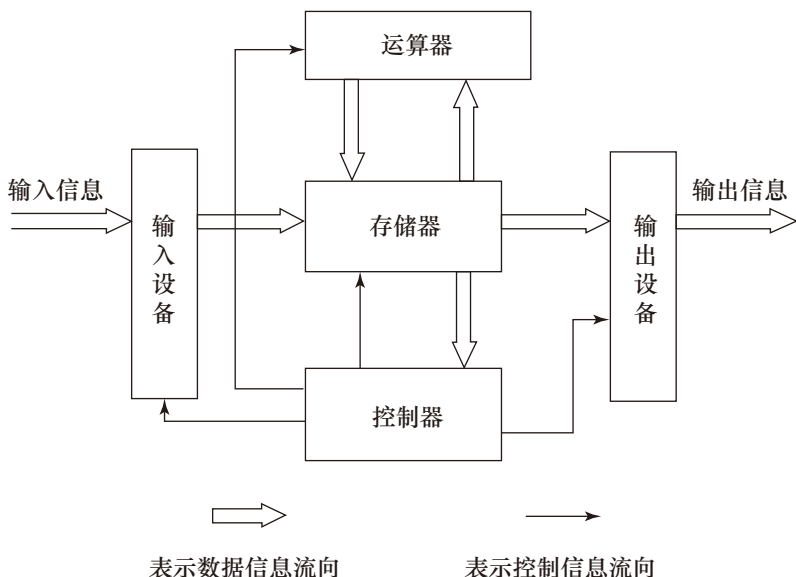 运算器
输入信息
输入设备
存储器
输出设备
输出信息
控制器
表示数据信息流向
表示控制信息流向